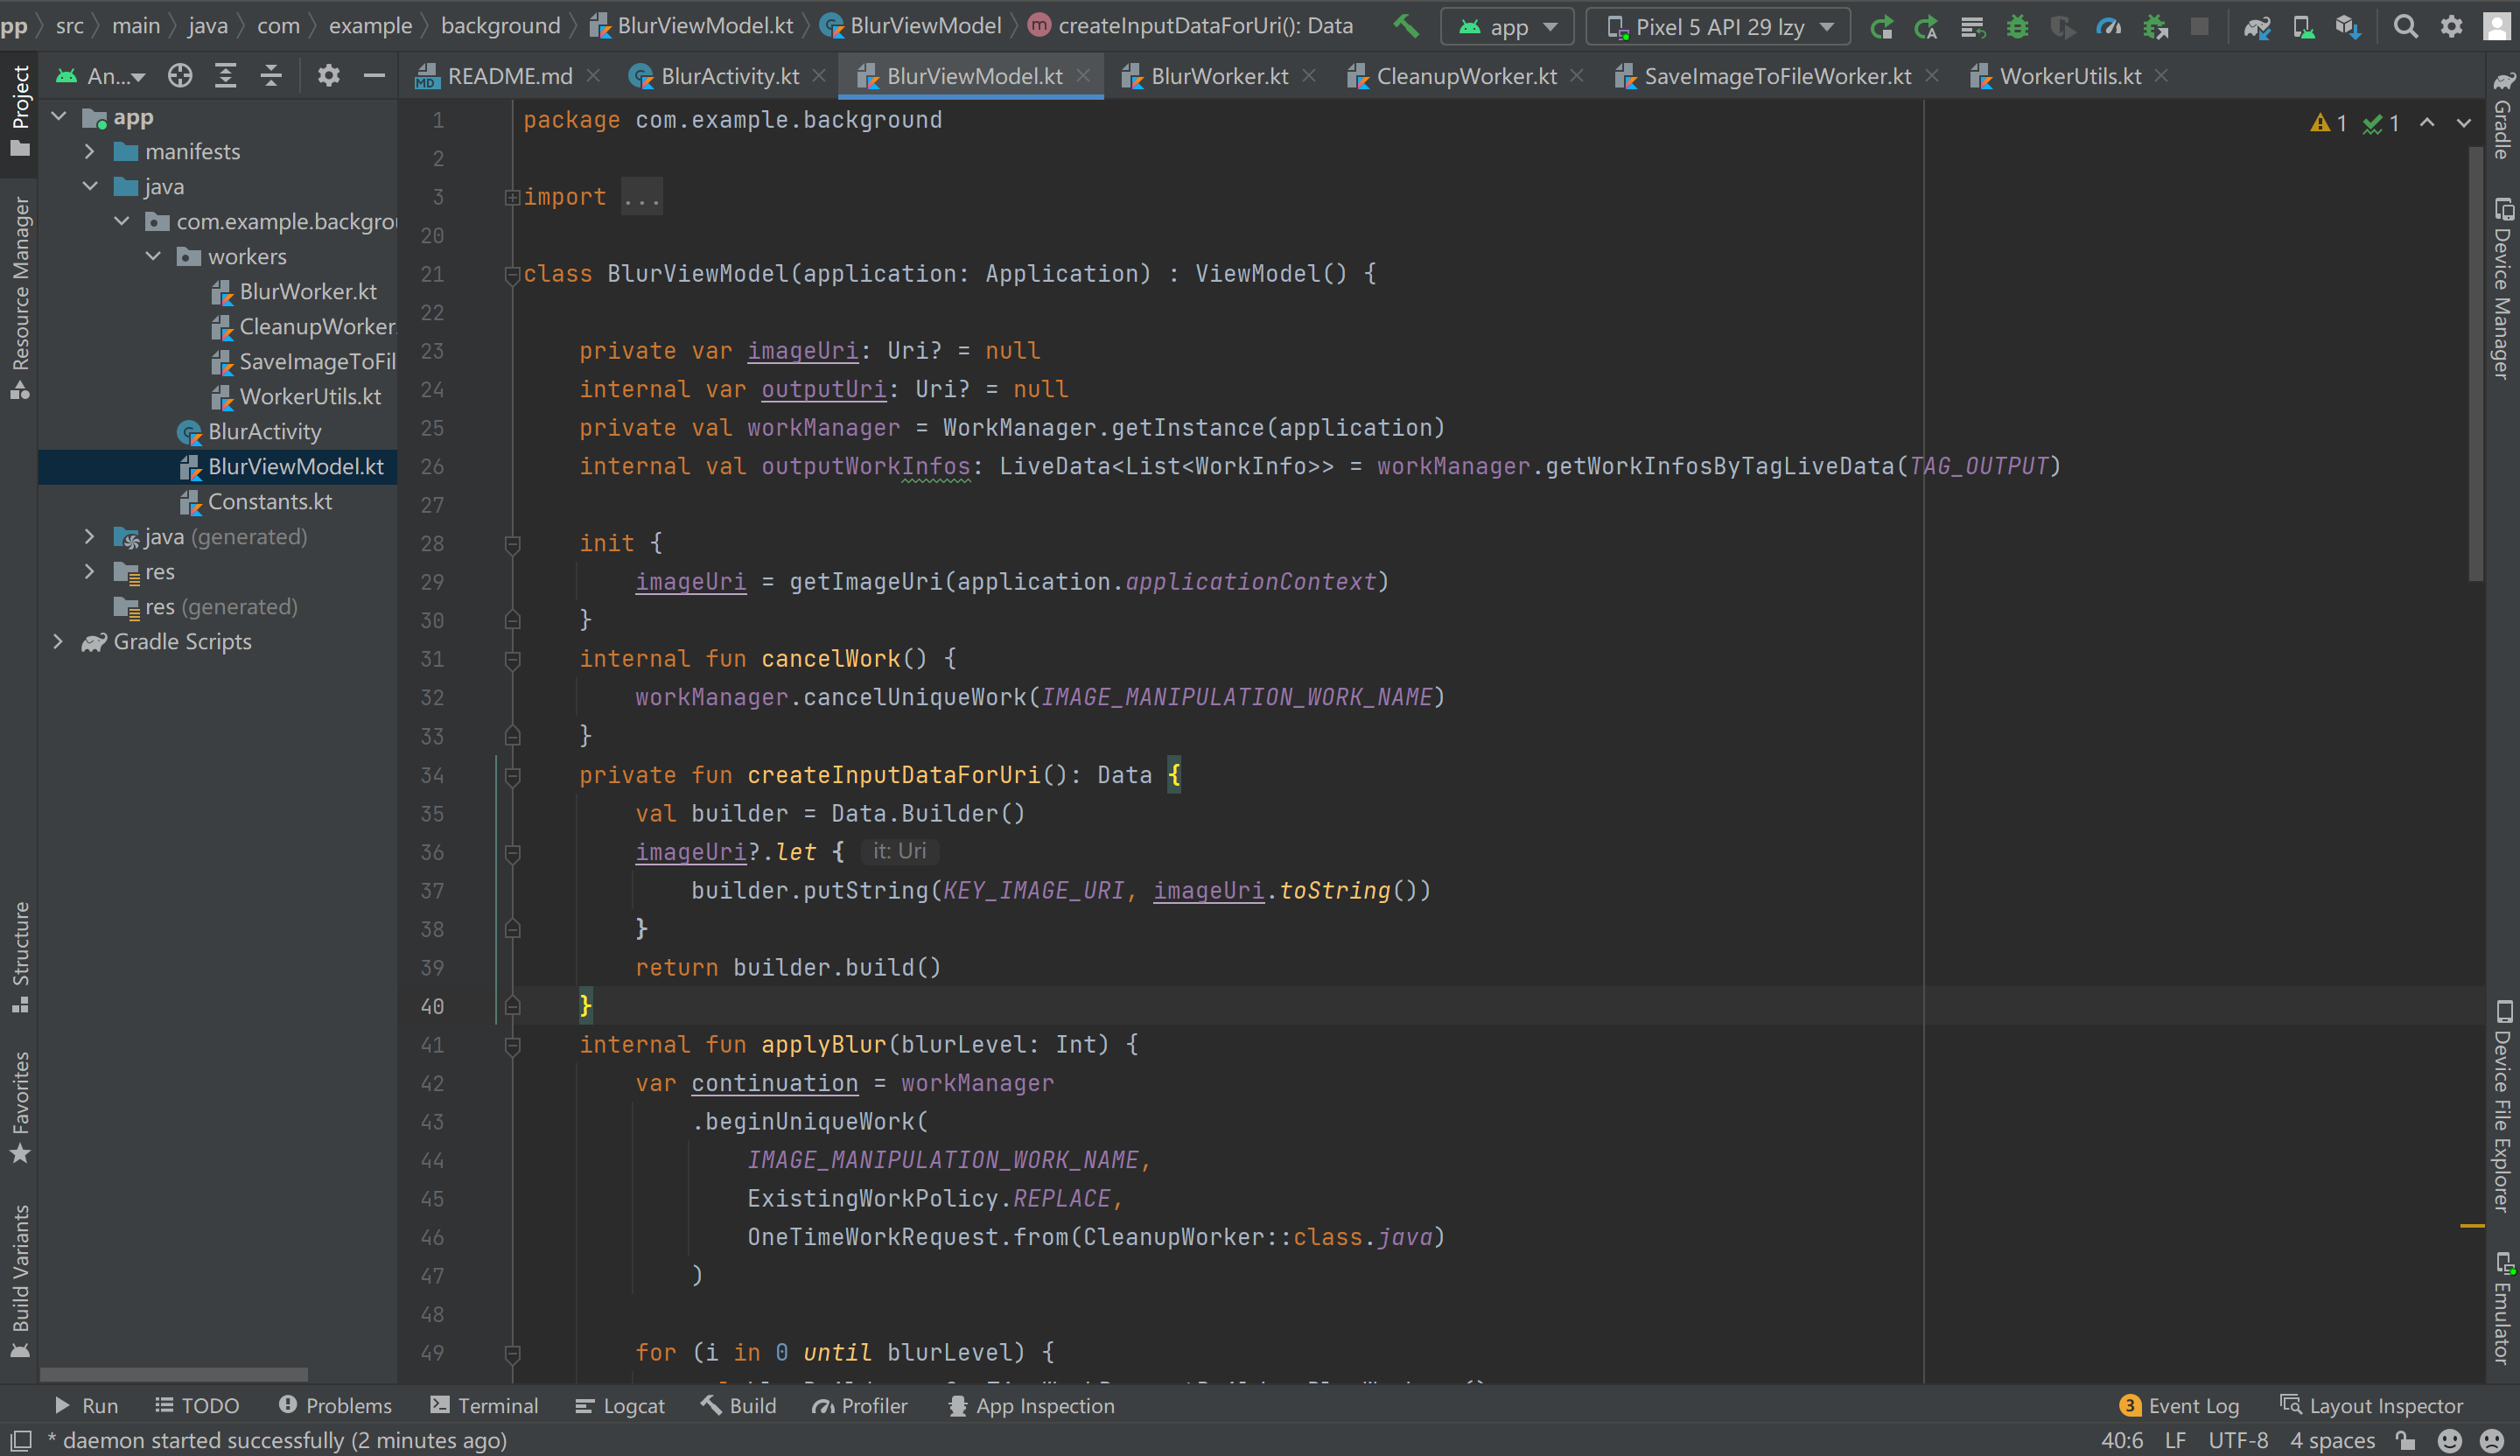 pp src main java com example background BlurViewModel.kt BlurViewModel m createInputDataForUri(): Data app Pixel 5 API 29 lzy
An... README.md BlurActivity.kt BlurViewModel.kt BlurWorker.kt CleanupWorker.kt SaveImageToFileWorker.kt WorkerUtils.kt
Project
Resource Manager
Structure
Favorites
Build Variants
app
manifests
java
com.example.backgrou
workers
BlurWorker.kt
CleanupWorker.
SaveImageToFil
WorkerUtils.kt
BlurActivity
BlurViewModel.kt
Constants.kt
java (generated)
res
res (generated)
Gradle Scripts
1 package com.example.background
2
3 import ...
20
21 class BlurViewModel(application: Application) : ViewModel() {
22
23 private var imageUri: Uri? = null
24 internal var outputUri: Uri? = null
25 private val workManager = WorkManager.getInstance(application)
26 internal val outputWorkInfos: LiveData<List<WorkInfo>> = workManager.getWorkInfosByTagLiveData(TAG_OUTPUT)
27
28 init {
29 imageUri = getImageUri(application.applicationContext)
30 }
31 internal fun cancelWork() {
32 workManager.cancelUniqueWork(IMAGE_MANIPULATION_WORK_NAME)
33 }
34 private fun createInputDataForUri(): Data {
35 val builder = Data.Builder()
36 imageUri?.let { it: Uri
37 builder.putString(KEY_IMAGE_URI, imageUri.toString())
38 }
39 return builder.build()
40 }
41 internal fun applyBlur(blurLevel: Int) {
42 var continuation = workManager
43 .beginUniqueWork(
44 IMAGE_MANIPULATION_WORK_NAME,
45 ExistingWorkPolicy.REPLACE,
46 OneTimeWorkRequest.from(CleanupWorker::class.java)
47 )
48
49 for (i in 0 until blurLevel) {
1 1
Gradle
Device Manager
Device File Explorer
Emulator
Run TODO Problems Terminal Logcat Build Profiler App Inspection 3 Event Log Layout Inspector
* daemon started successfully (2 minutes ago) 40:6 LF UTF-8 4 spaces